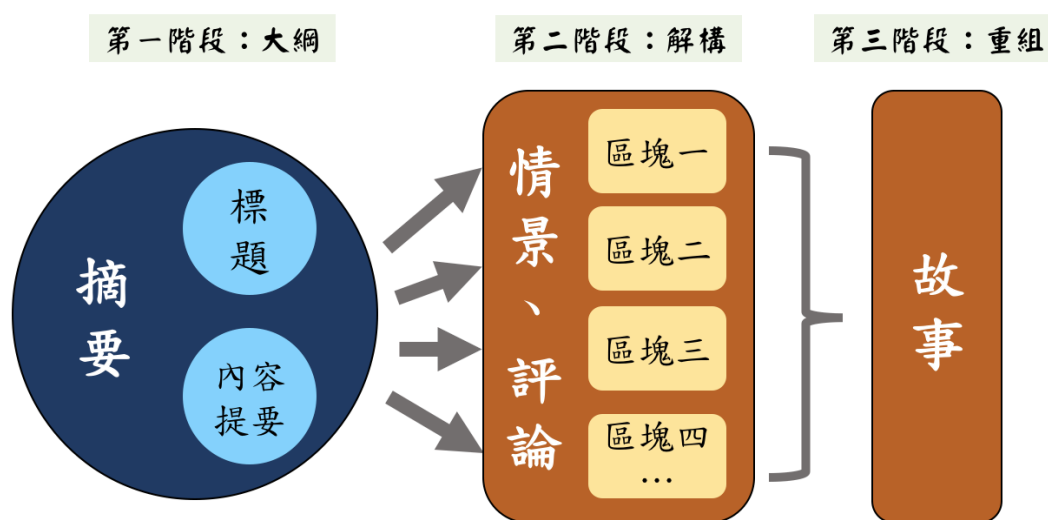 第一階段：大綱
第二階段：解構
第三階段：重組
摘要
標題
內容
提要
情景、評論
區塊一
區塊二
區塊三
區塊四
...
故事